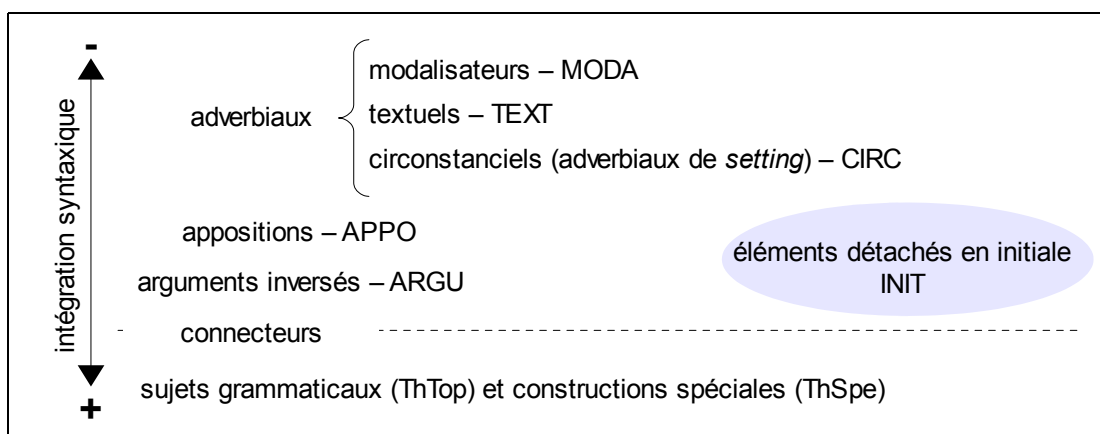 -
modalisateurs – MODA
adverbiaux
textuels – TEXT
circonstanciels (adverbiaux de setting) – CIRC
intégration syntaxique
appositions – APPO
éléments détachés en initiale
INIT
arguments inversés – ARGU
connecteurs
sujets grammaticaux (ThTop) et constructions spéciales (ThSpe)
+